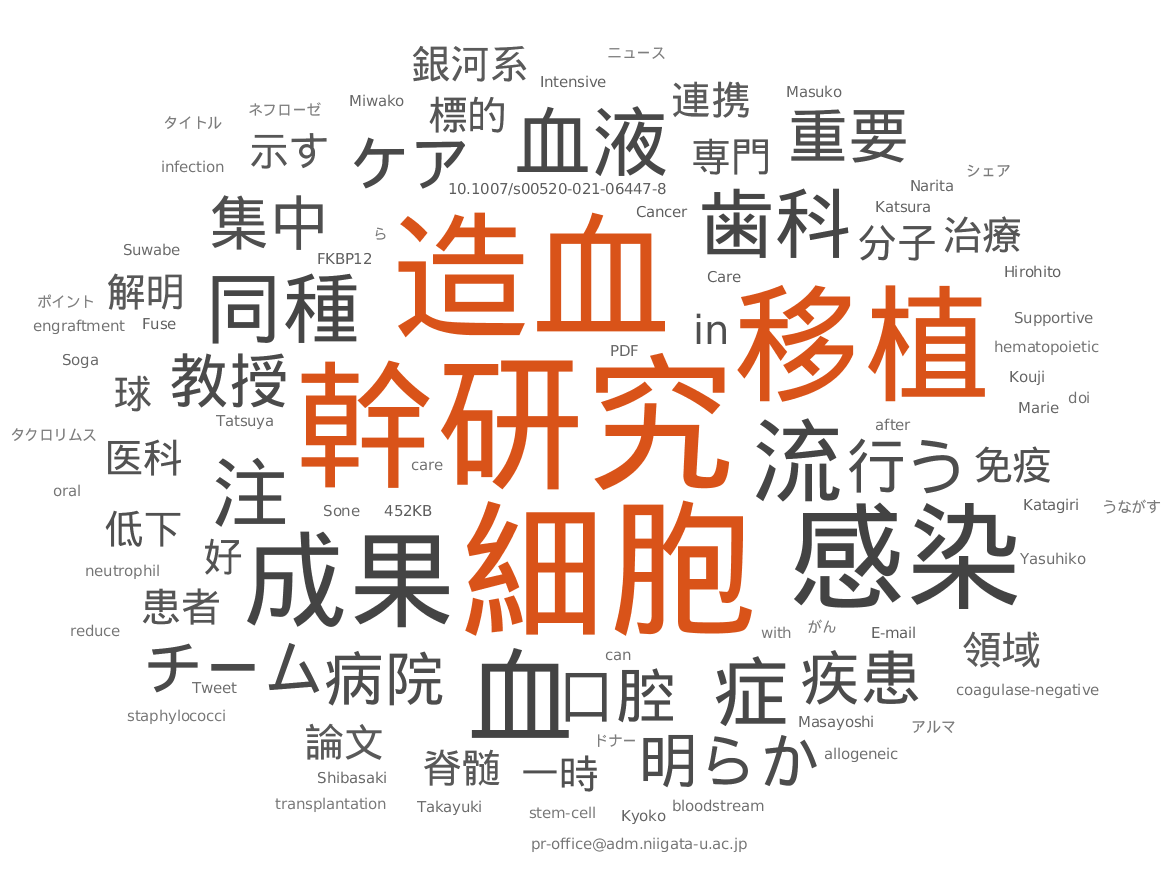 ニュース
銀河系
Intensive
連携
Masuko
Miwako
標的
ネフローゼ
タイトル
血液
重要
示す
ケア
専門
infection
シェア
10.1007/s00520-021-06447-8
Narita
集中
Cancer
歯科
Katsura
ら
造血
分子
治療
Suwabe
FKBP12
Care
Hirohito
解明
ポイント
同種
移植
engraftment
Fuse
in
Supportive
PDF
hematopoietic
Soga
教授
Kouji
球
幹
研究
Marie
doi
Tatsuya
after
タクロリムス
流
医科
care
行う
免疫
oral
注
Sone
452KB
Katagiri
うながす
低下
好
成果
細胞
感染
Yasuhiko
neutrophil
患者
reduce
with
がん
E-mail
チーム
can
領域
Tweet
病院
血
口腔
症
疾患
coagulase-negative
staphylococci
Masayoshi
アルマ
論文
ドナー
明らか
allogeneic
脊髄
一時
Shibasaki
transplantation
Takayuki
stem-cell
Kyoko
bloodstream
pr-office@adm.niigata-u.ac.jp